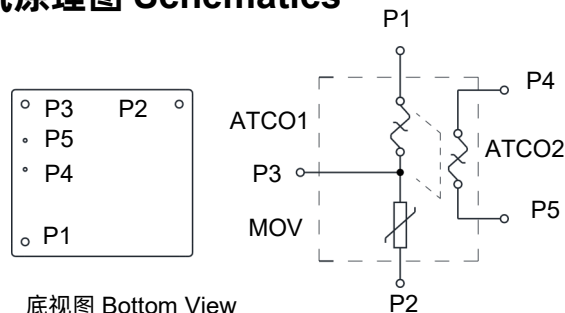 原理图 Schematics
P1
P3 P2
P5
P4
P1
底视图 Bottom View
ATCO1
P3
MOV
P4
ATCO2
P5
P2